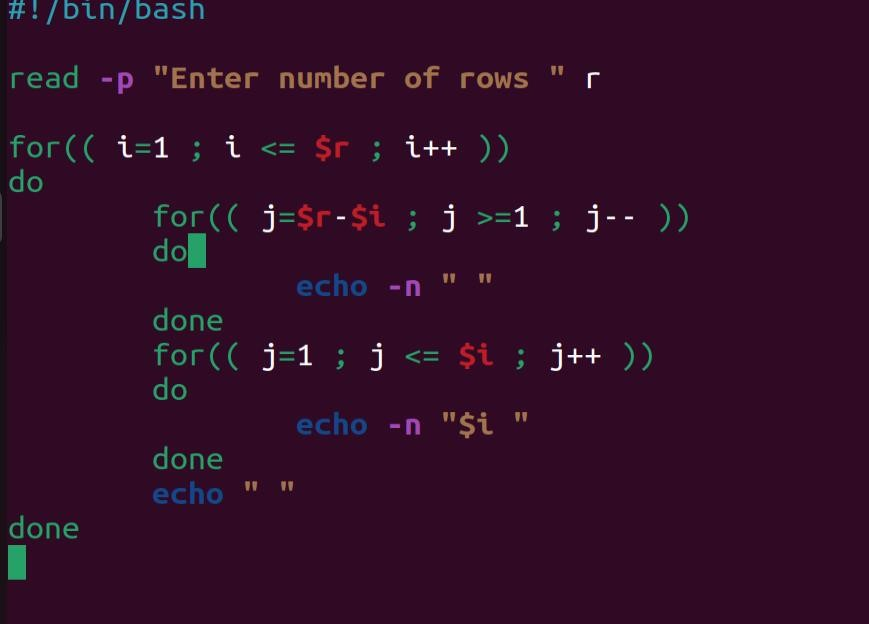 #!/bin/bash
read -p "Enter number of rows " r
for(( i=1 ; i <= $r ; i++ ))
do
        for(( j=$r-$i ; j >=1 ; j-- ))
        do
                echo -n " "
        done
        for(( j=1 ; j <= $i ; j++ ))
        do
                echo -n "$i "
        done
        echo " "
done